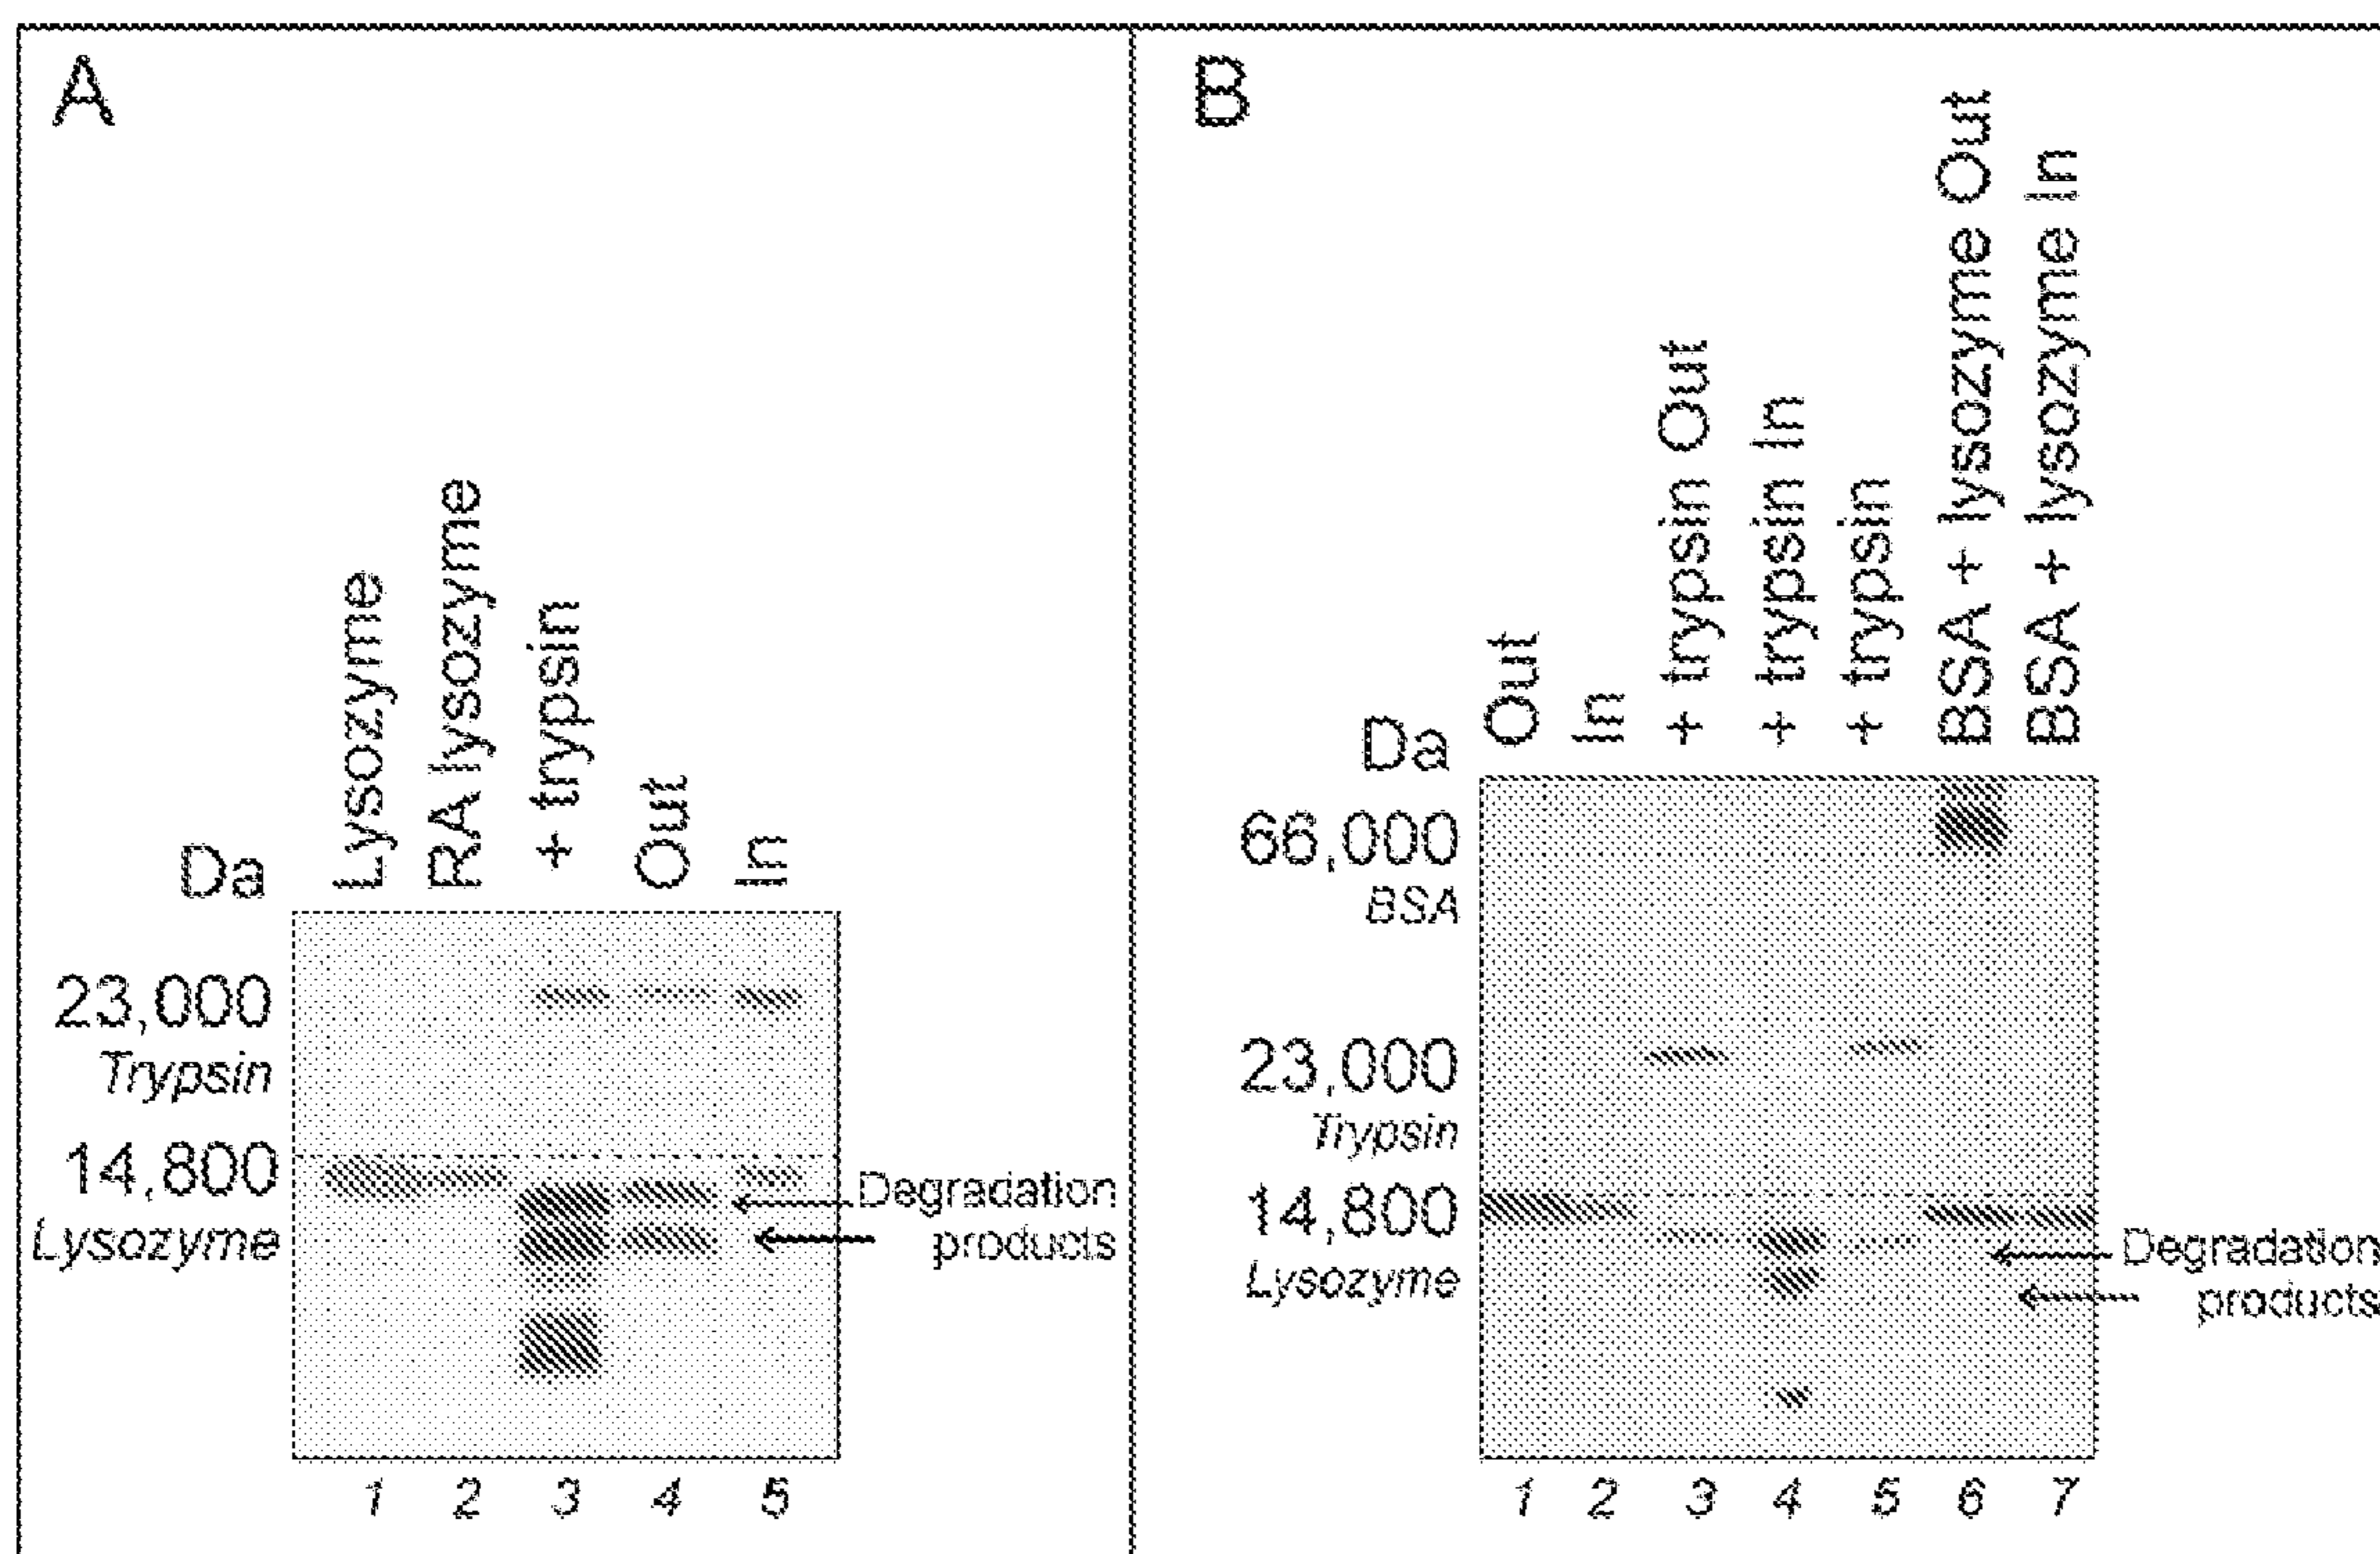 A
Lysozyme
RA lysozyme
+ trypsin
Out
In
Da
23,000
Trypsin
14,800
Lysozyme
Degradation
products
1 2 3 4 5
B
Out
In
+ trypsin Out
+ trypsin In
+ trypsin
BSA + lysozyme Out
BSA + lysozyme In
Da
66,000
BSA
23,000
Trypsin
14,800
Lysozyme
Degradation
products
1 2 3 4 5 6 7